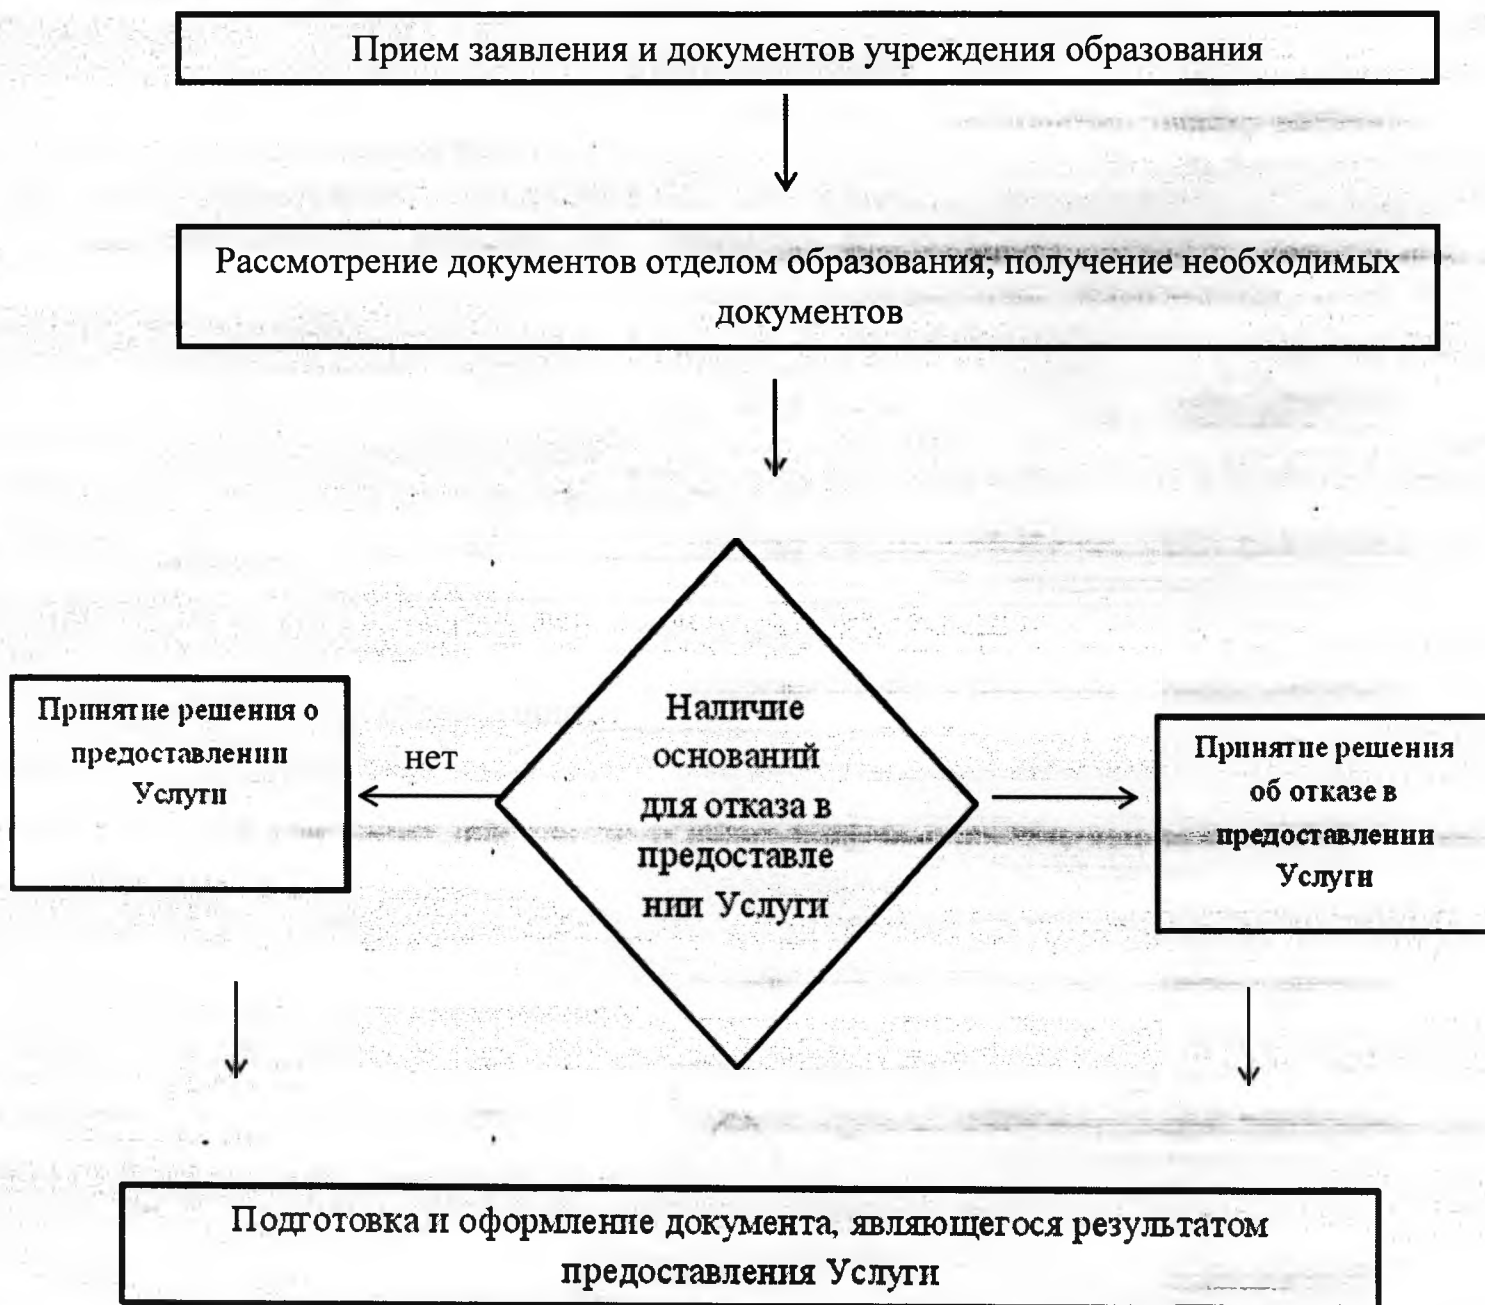 Прием заявления и документов учреждения образования
Рассмотрение документов отделом образования, получение необходимых
документов
Принятие решения о
предоставлении
Услуги
нет
Наличие
оснований
для отказа в
предоставле
нии Услуги
Принятие решения
об отказе в
предоставлении
Услуги
Подготовка и оформление документа, являющегося результатом
предоставления Услуги